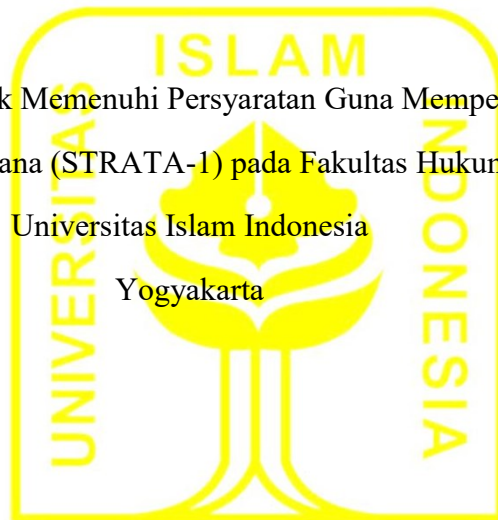 ISLAM
UNIVERSITAS
INDONESIA
k Memenuhi Persyaratan Guna Mempe
ana (STRATA-1) pada Fakultas Hukum
Universitas Islam Indonesia
Yogyakarta